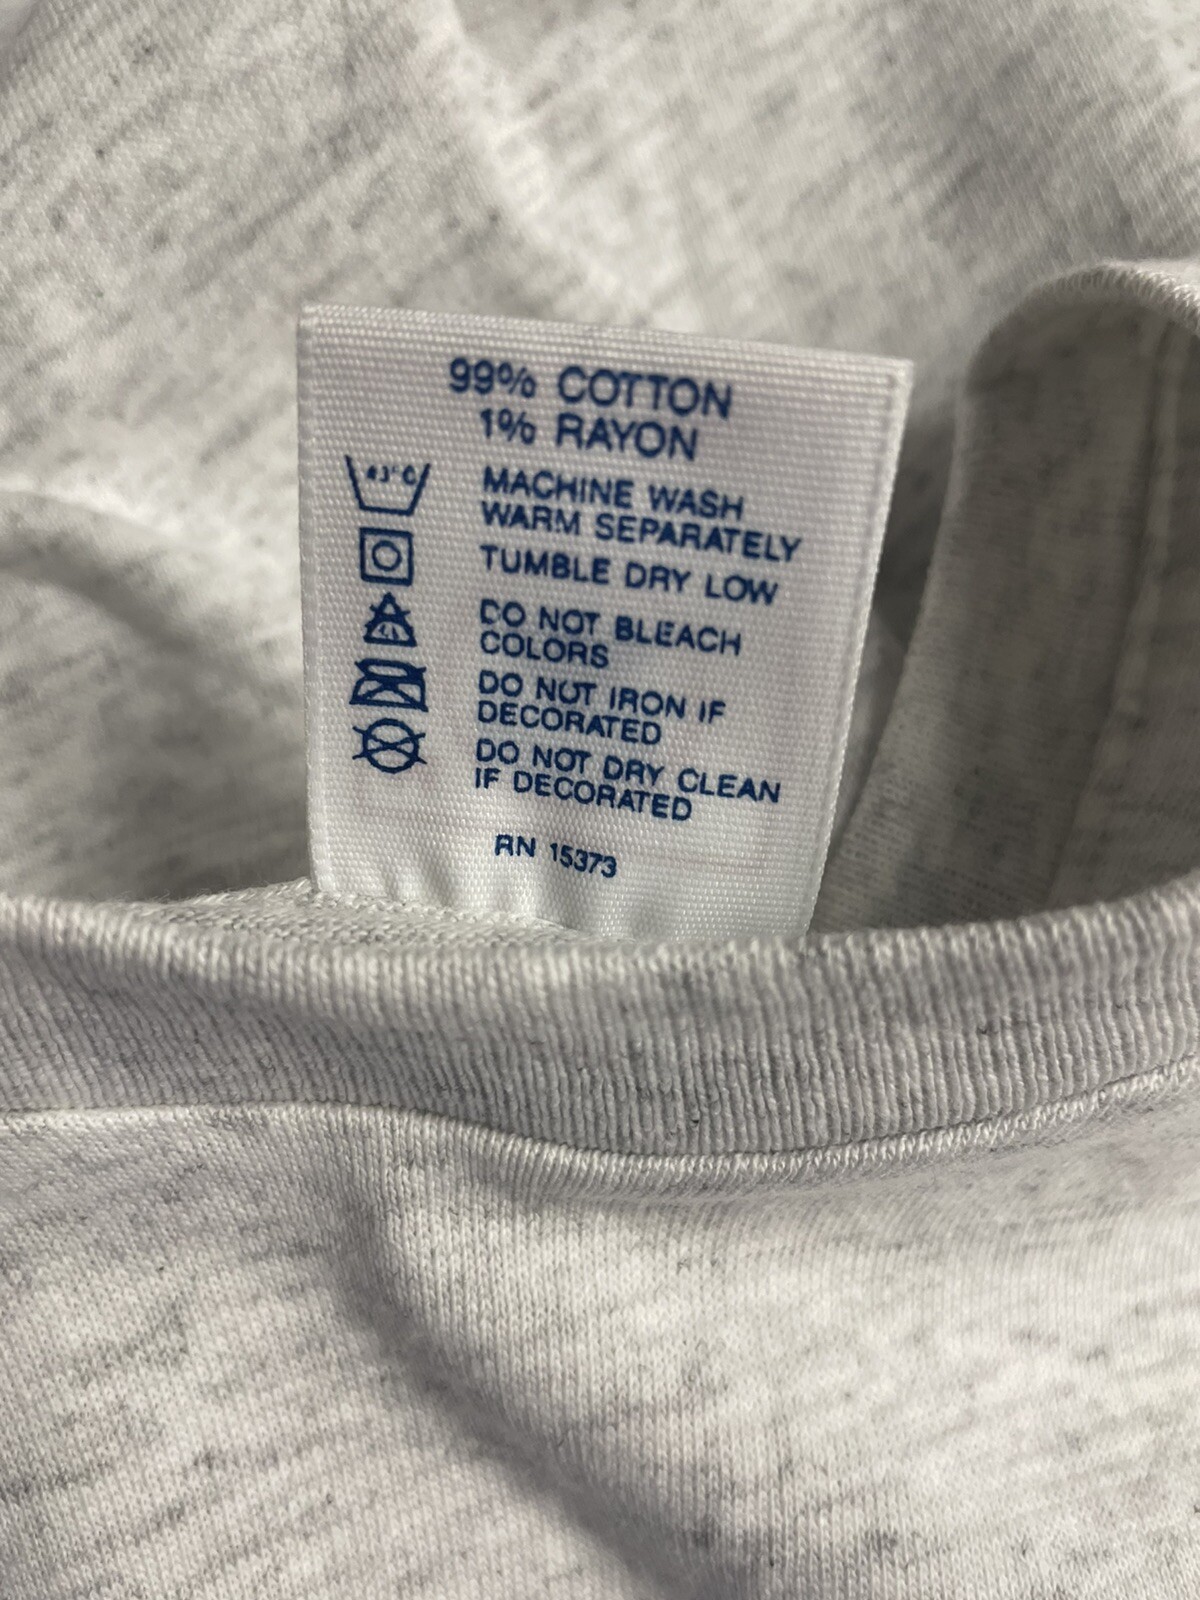 99% COTTON
1% RAYON
43°C
MACHINE WASH
WARM SEPARATELY
TUMBLE DRY LOW
DO NOT BLEACH
COLORS
DO NOT IRON IF
DECORATED
DO NOT DRY CLEAN
IF DECORATED
RN 15373